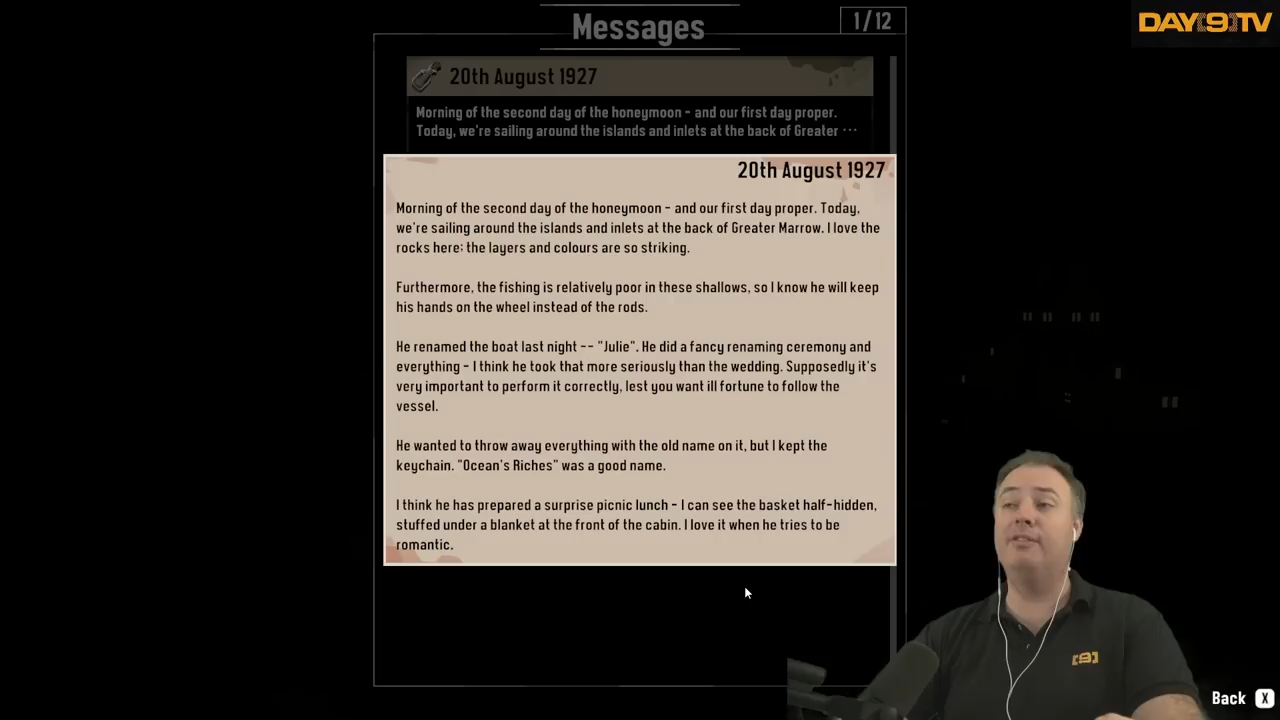 Messages
1/12
DAY[9]TV
20th August 1927
Morning of the second day of the honeymoon - and our first day proper.
Today, we're sailing around the islands and inlets at the back of Greater ...
20th August 1927
Morning of the second day of the honeymoon - and our first day proper. Today,
we're sailing around the islands and inlets at the back of Greater Marrow. I love the
rocks here: the layers and colours are so striking.
Furthermore, the fishing is relatively poor in these shallows, so I know he will keep
his hands on the wheel instead of the rods.
He renamed the boat last night -- "Julie". He did a fancy renaming ceremony and
everything - I think he took that more seriously than the wedding. Supposedly it's
very important to perform it correctly, lest you want ill fortune to follow the
vessel.
He wanted to throw away everything with the old name on it, but I kept the
keychain. "Ocean's Riches" was a good name.
I think he has prepared a surprise picnic lunch - I can see the basket half-hidden,
stuffed under a blanket at the front of the cabin. I love it when he tries to be
romantic.
[9]
Back X